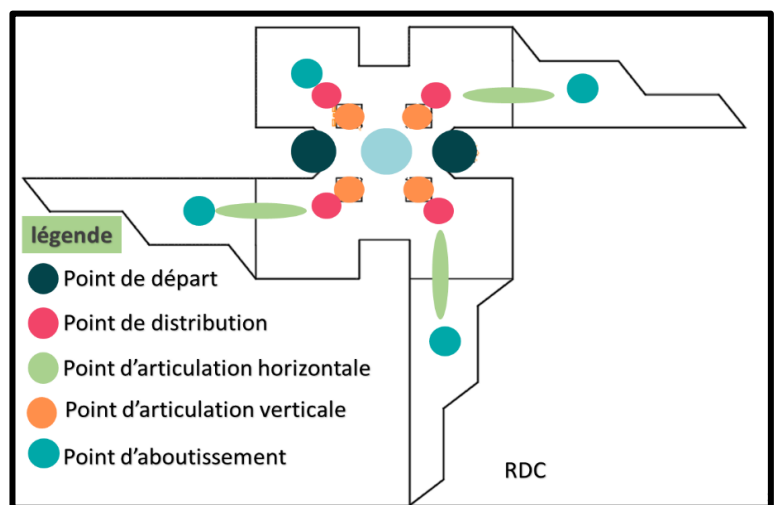 légende
Point de départ
Point de distribution
Point d'articulation horizontale
Point d'articulation verticale
Point d'aboutissement
RDC